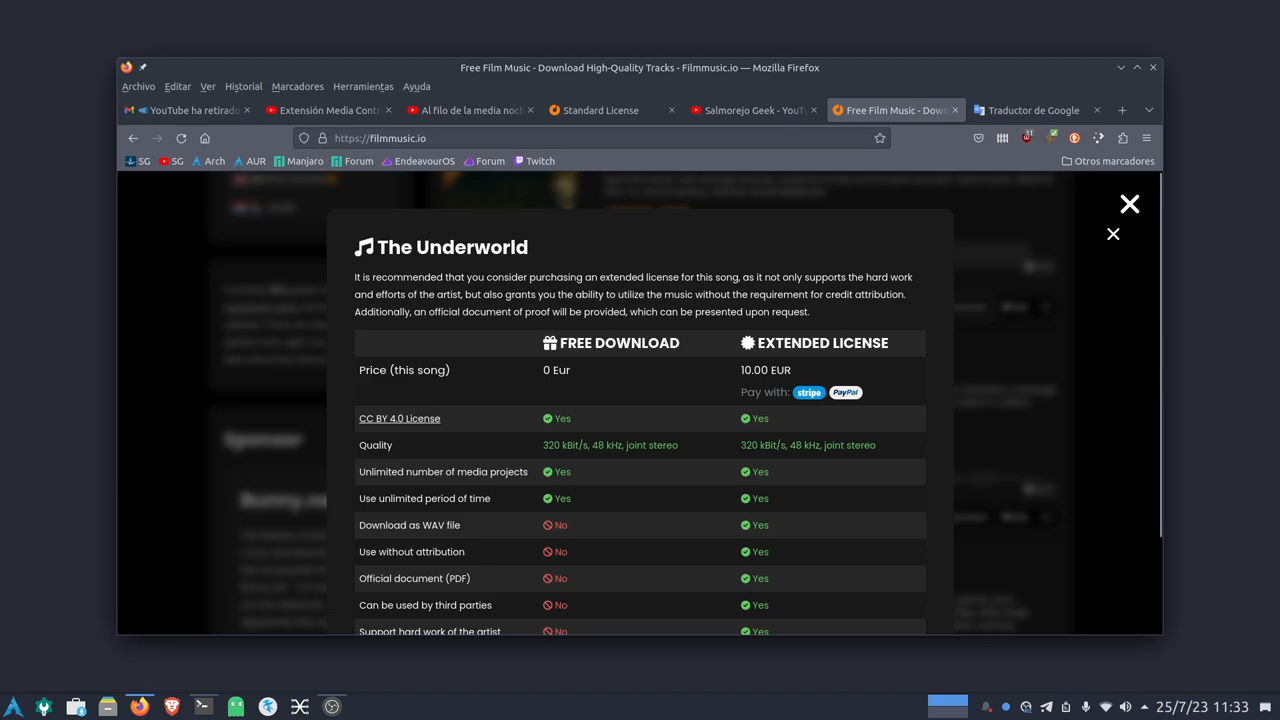 Free Film Music - Download High-Quality Tracks - Filmmusic.io — Mozilla Firefox
Archivo Editar Ver Historial Marcadores Herramientas Ayuda
YouTube ha retirado
Extensión Media Contr
Al filo de la media noch
Standard License
Salmorejo Geek - YouTu
Free Film Music - Down
Traductor de Google
https://filmmusic.io
SG SG Arch AUR Manjaro Forum EndeavourOS Forum Twitch Otros marcadores
The Underworld
It is recommended that you consider purchasing an extended license for this song, as it not only supports the hard work
and efforts of the artist, but also grants you the ability to utilize the music without the requirement for credit attribution.
Additionally, an official document of proof will be provided, which can be presented upon request.
FREE DOWNLOAD EXTENDED LICENSE
Price (this song) 0 Eur 10.00 EUR
Pay with: stripe PayPal
CC BY 4.0 License Yes Yes
Quality 320 kBit/s, 48 kHz, joint stereo 320 kBit/s, 48 kHz, joint stereo
Unlimited number of media projects Yes Yes
Use unlimited period of time Yes Yes
Download as WAV file No Yes
Use without attribution No Yes
Official document (PDF) No Yes
Can be used by third parties No Yes
Support hard work of the artist No Yes
Sponsor
25/7/23 11:33